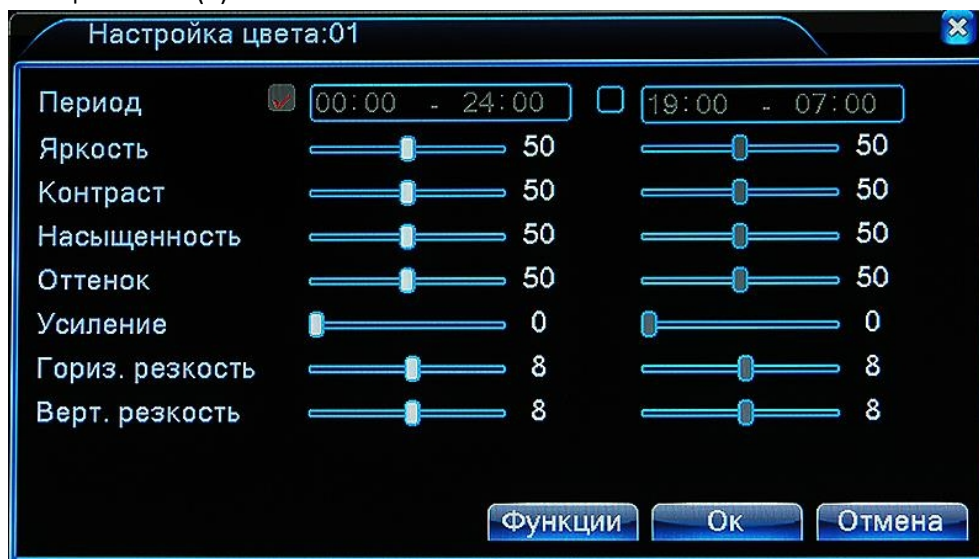 Настройка цвета:01
Период 00:00 - 24:00 19:00 - 07:00
Яркость 50 50
Контраст 50 50
Насыщенность 50 50
Оттенок 50 50
Усиление 0 0
Гориз. резкость 8 8
Верт. резкость 8 8
Функции Ок Отмена